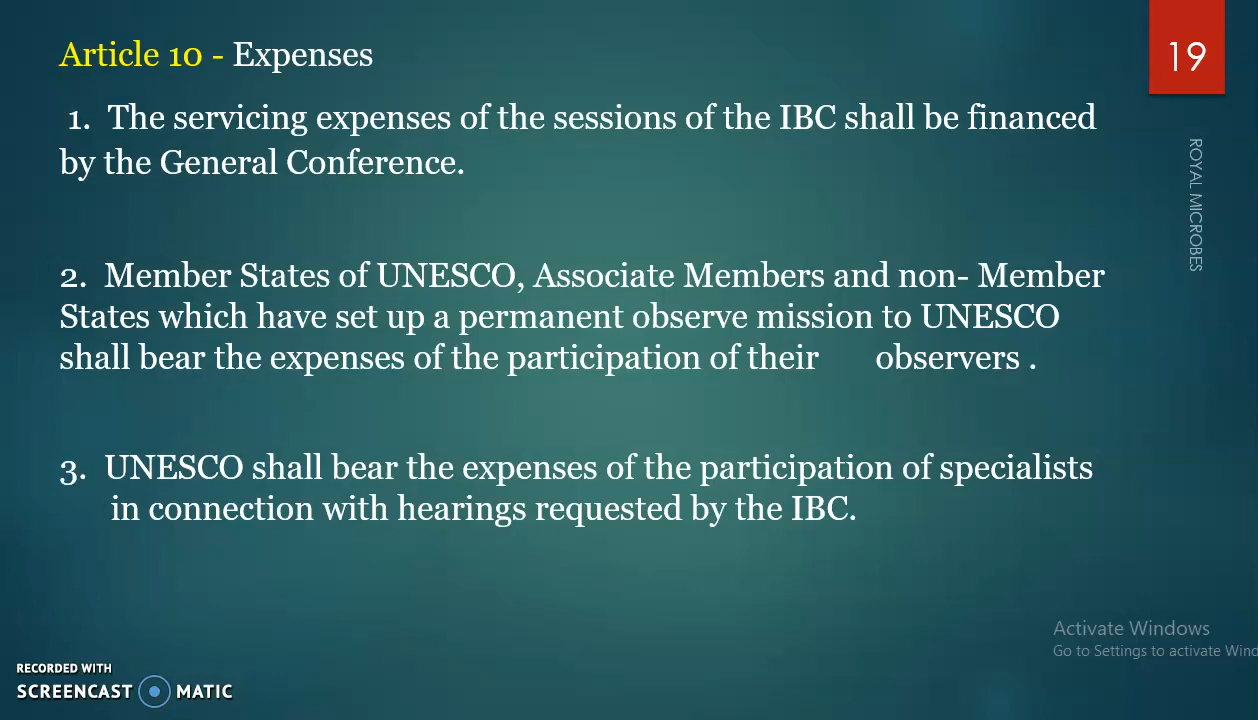 Article 10 - Expenses
19
1. The servicing expenses of the sessions of the IBC shall be financed
by the General Conference.
ROYAL MICROBES
2. Member States of UNESCO, Associate Members and non- Member
States which have set up a permanent observe mission to UNESCO
shall bear the expenses of the participation of their observers .
3. UNESCO shall bear the expenses of the participation of specialists
in connection with hearings requested by the IBC.
Activate Windows
Go to Settings to activate Wind
RECORDED WITH
SCREENCAST MATIC